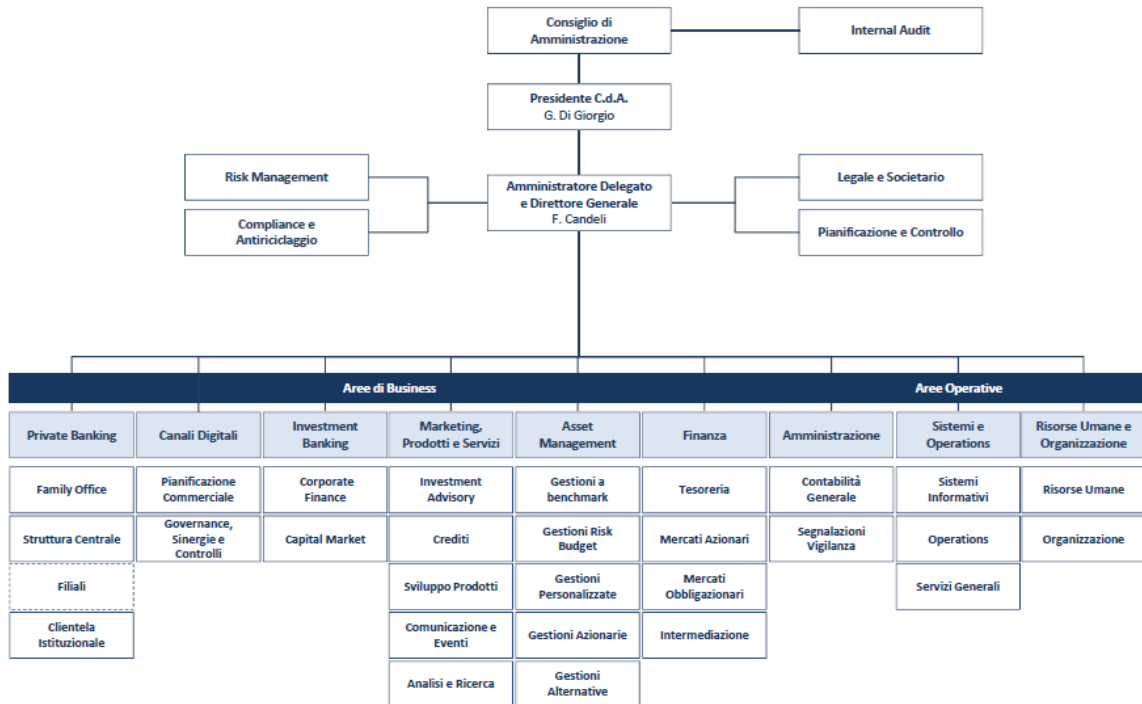 Consiglio di
Amministrazione
Internal Audit
Presidente C.d.A.
G. Di Giorgio
Risk Management
Compliance e
Antiriciclaggio
Amministratore Delegato
e Direttore Generale
F. Candeli
Legale e Societario
Pianificazione e Controllo
Aree di Business
Aree Operative
Private Banking
Canali Digitali
Investment
Banking
Marketing,
Prodotti e Servizi
Asset
Management
Finanza
Amministrazione
Sistemi e
Operations
Risorse Umane e
Organizzazione
Family Office
Pianificazione
Commerciale
Corporate
Finance
Investment
Advisory
Gestioni a
benchmark
Tesoreria
Contabilità
Generale
Sistemi
Informativi
Risorse Umane
Struttura Centrale
Governance,
Sinergie e
Controlli
Capital Market
Crediti
Gestioni Risk
Budget
Mercati Azionari
Segnalazioni
Vigilanza
Operations
Organizzazione
Filiali
Sviluppo Prodotti
Gestioni
Personalizzate
Mercati
Obbligazionari
Servizi Generali
Clientela
Istituzionale
Comunicazione e
Eventi
Gestioni Azionarie
Intermediazione
Analisi e Ricerca
Gestioni
Alternative